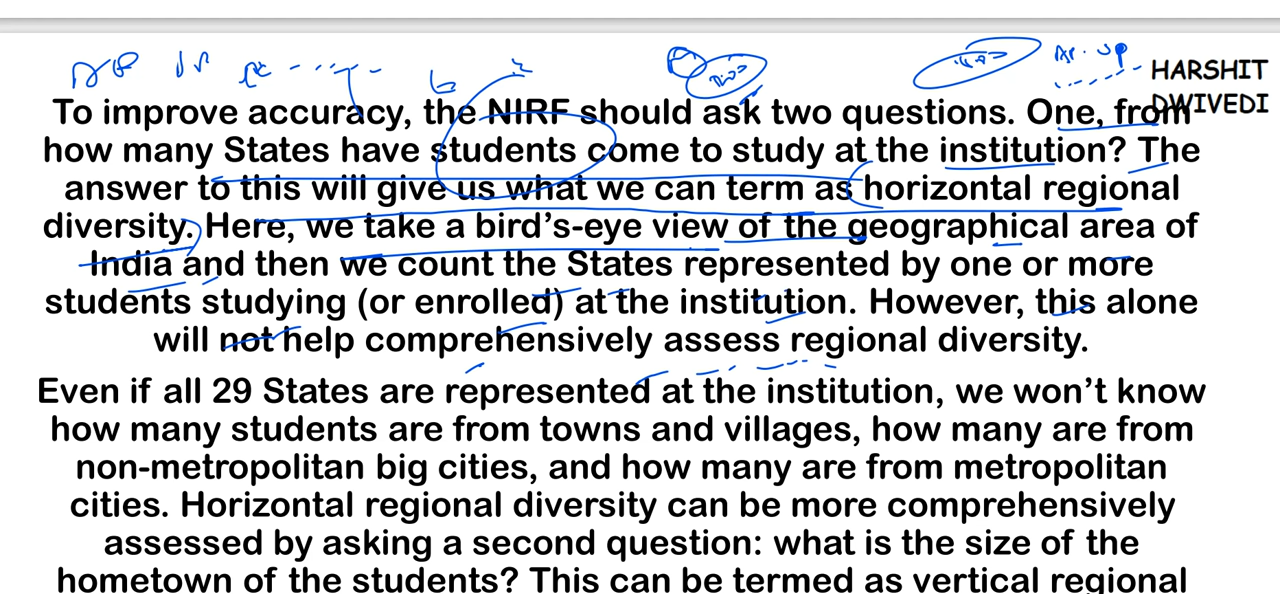 HARSHIT
DWIVEDI
To improve accuracy, the NIRF should ask two questions. One, from
how many States have students come to study at the institution? The
answer to this will give us what we can term as horizontal regional
diversity. Here, we take a bird's-eye view of the geographical area of
India and then we count the States represented by one or more
students studying (or enrolled) at the institution. However, this alone
will not help comprehensively assess regional diversity.
Even if all 29 States are represented at the institution, we won't know
how many students are from towns and villages, how many are from
non-metropolitan big cities, and how many are from metropolitan
cities. Horizontal regional diversity can be more comprehensively
assessed by asking a second question: what is the size of the
hometown of the students? This can be termed as vertical regional